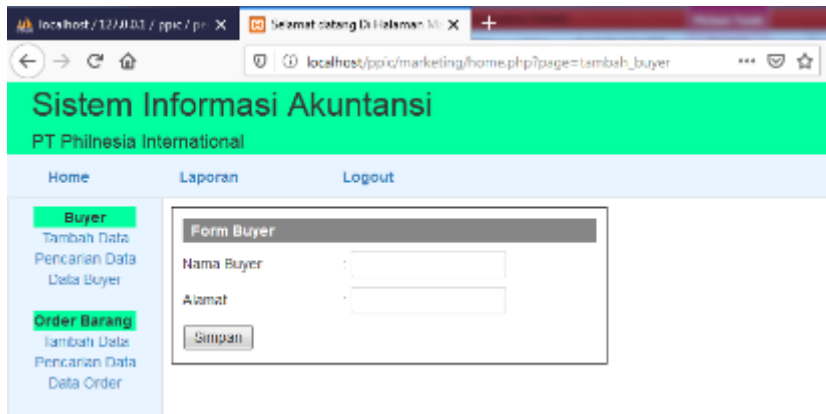 localhost / 127.0.0.1 / ppic / pe
Selamat datang Di Halaman Ma
localhost/ppic/marketing/home.php?page=tambah_buyer
Sistem Informasi Akuntansi
PT Philnesia International
Home Laporan Logout
Buyer
Tambah Data
Pencarian Data
Data Buyer
Order Barang
Tambah Data
Pencarian Data
Data Order
Form Buyer
Nama Buyer :
Alamat :
Simpan